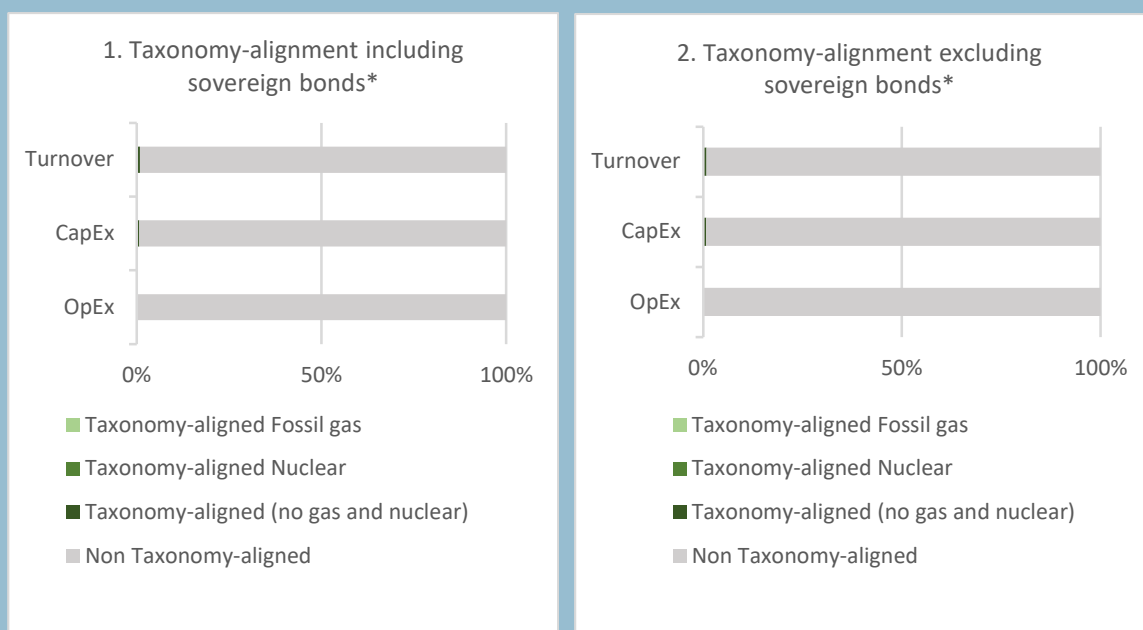 1. Taxonomy-alignment including
sovereign bonds*
Turnover
CapEx
OpEx
0% 50% 100%
Taxonomy-aligned Fossil gas
Taxonomy-aligned Nuclear
Taxonomy-aligned (no gas and nuclear)
Non Taxonomy-aligned
2. Taxonomy-alignment excluding
sovereign bonds*
Turnover
CapEx
OpEx
0% 50% 100%
Taxonomy-aligned Fossil gas
Taxonomy-aligned Nuclear
Taxonomy-aligned (no gas and nuclear)
Non Taxonomy-aligned